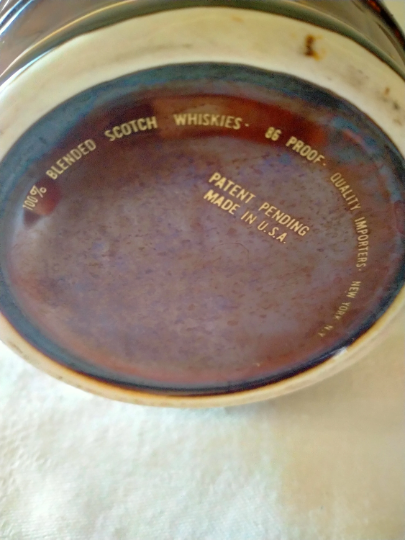 100% BLENDED SCOTCH WHISKIES · 86 PROOF · QUALITY IMPORTERS, NEW YORK, N.Y.
PATENT PENDING
MADE IN U.S.A.